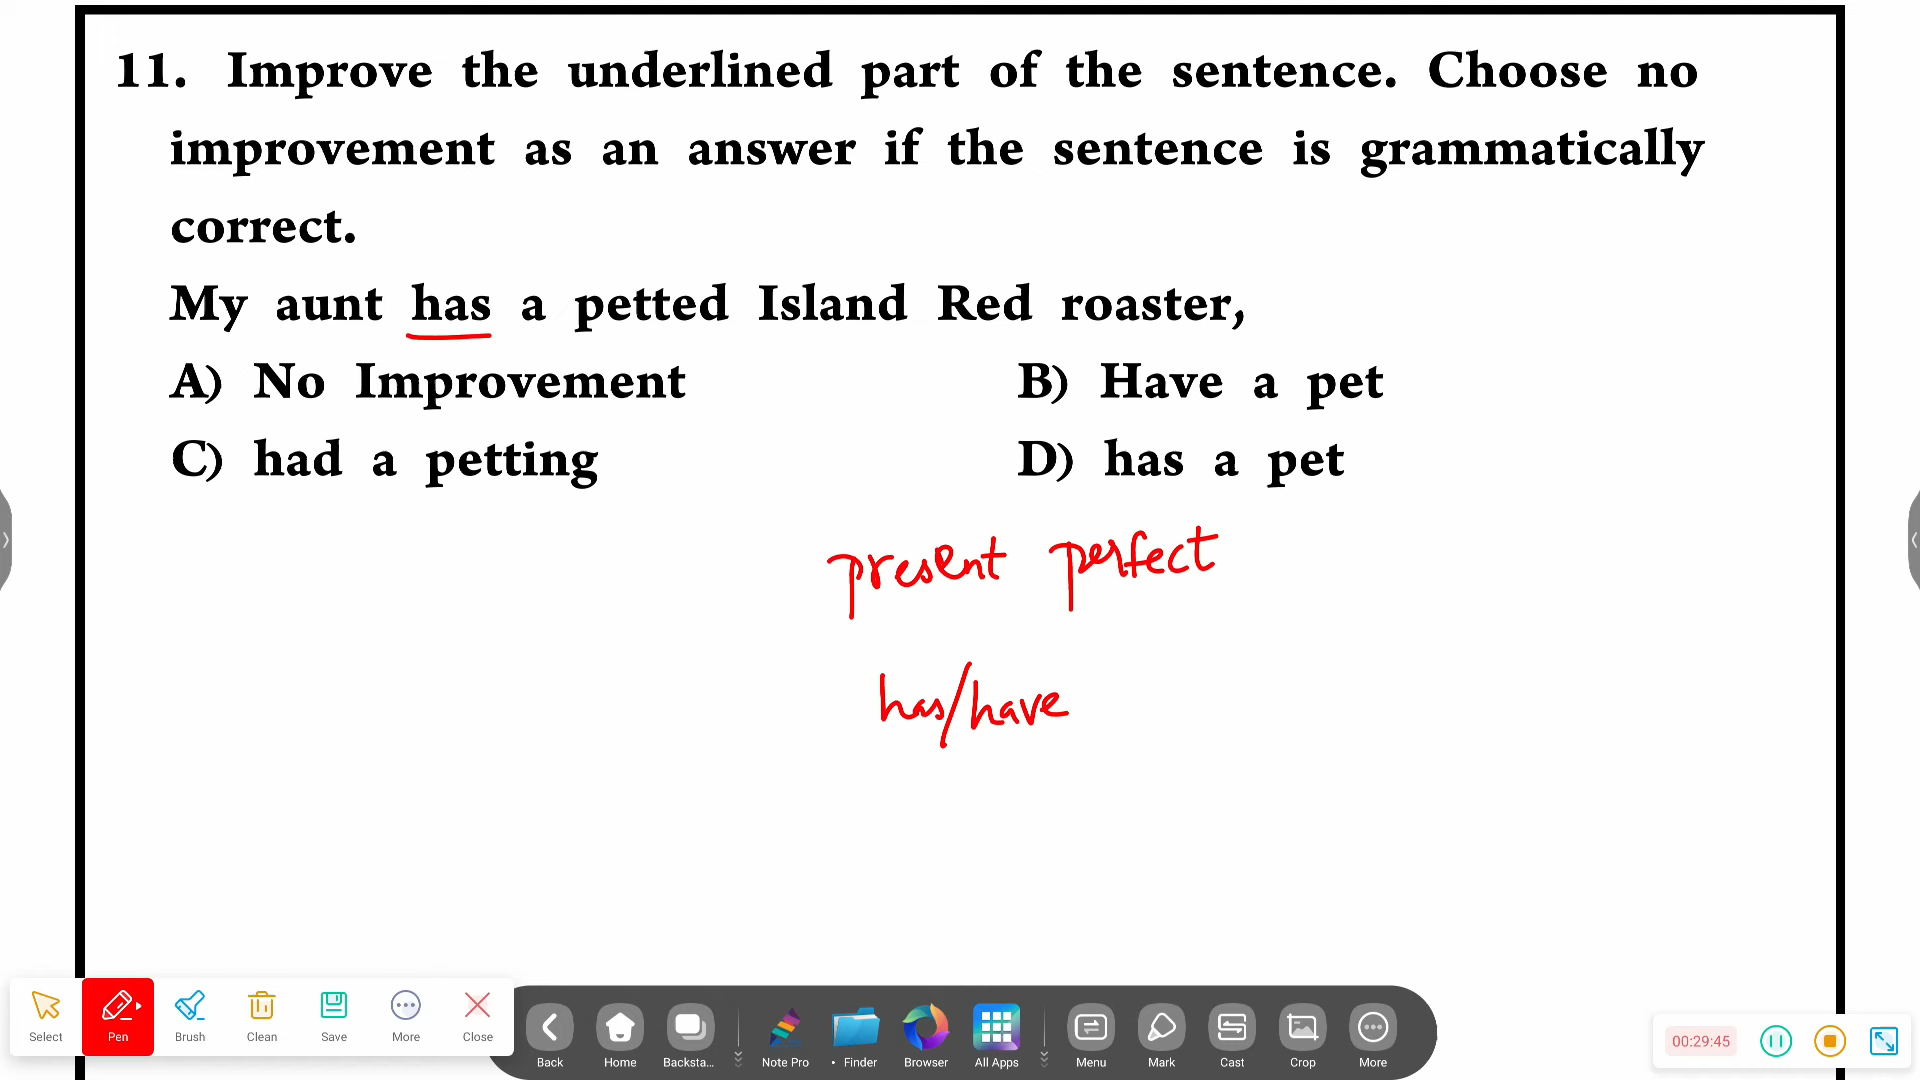 11. Improve the underlined part of the sentence. Choose no
improvement as an answer if the sentence is grammatically
correct.
My aunt has a petted Island Red roaster,
A) No Improvement B) Have a pet
C) had a petting D) has a pet
present perfect
has/have
Select Pen Brush Clean Save More Close
Back Home Backsta... Note Pro • Finder Browser All Apps Menu Mark Cast Crop More
00:29:45